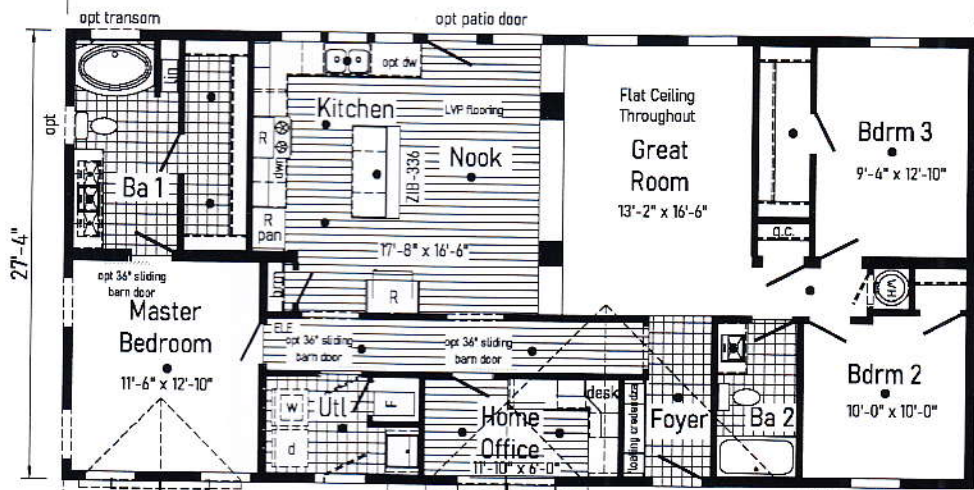 opt transom
opt patio door
lin
opt dw
Kitchen
LVP flooring
Flat Ceiling
Throughout
Great
Room
13'-2" x 16'-6"
Bdrm 3
9'-4" x 12'-10"
opt
R
dwn
ZIB-336
Nook
Ba 1
R
pan
g.c.
17'-8" x 16'-6"
27'-4"
opt 36" sliding
barn door
brm
R
WH
Master
Bedroom
11'-6" x 12'-10"
ELE
opt 36" sliding
barn door
opt 36" sliding
barn door
Bdrm 2
10'-0" x 10'-0"
W
Utl
F
d
desk
Home
Office
11'-10" x 6'-0"
floating credenza
Foyer
Ba 2